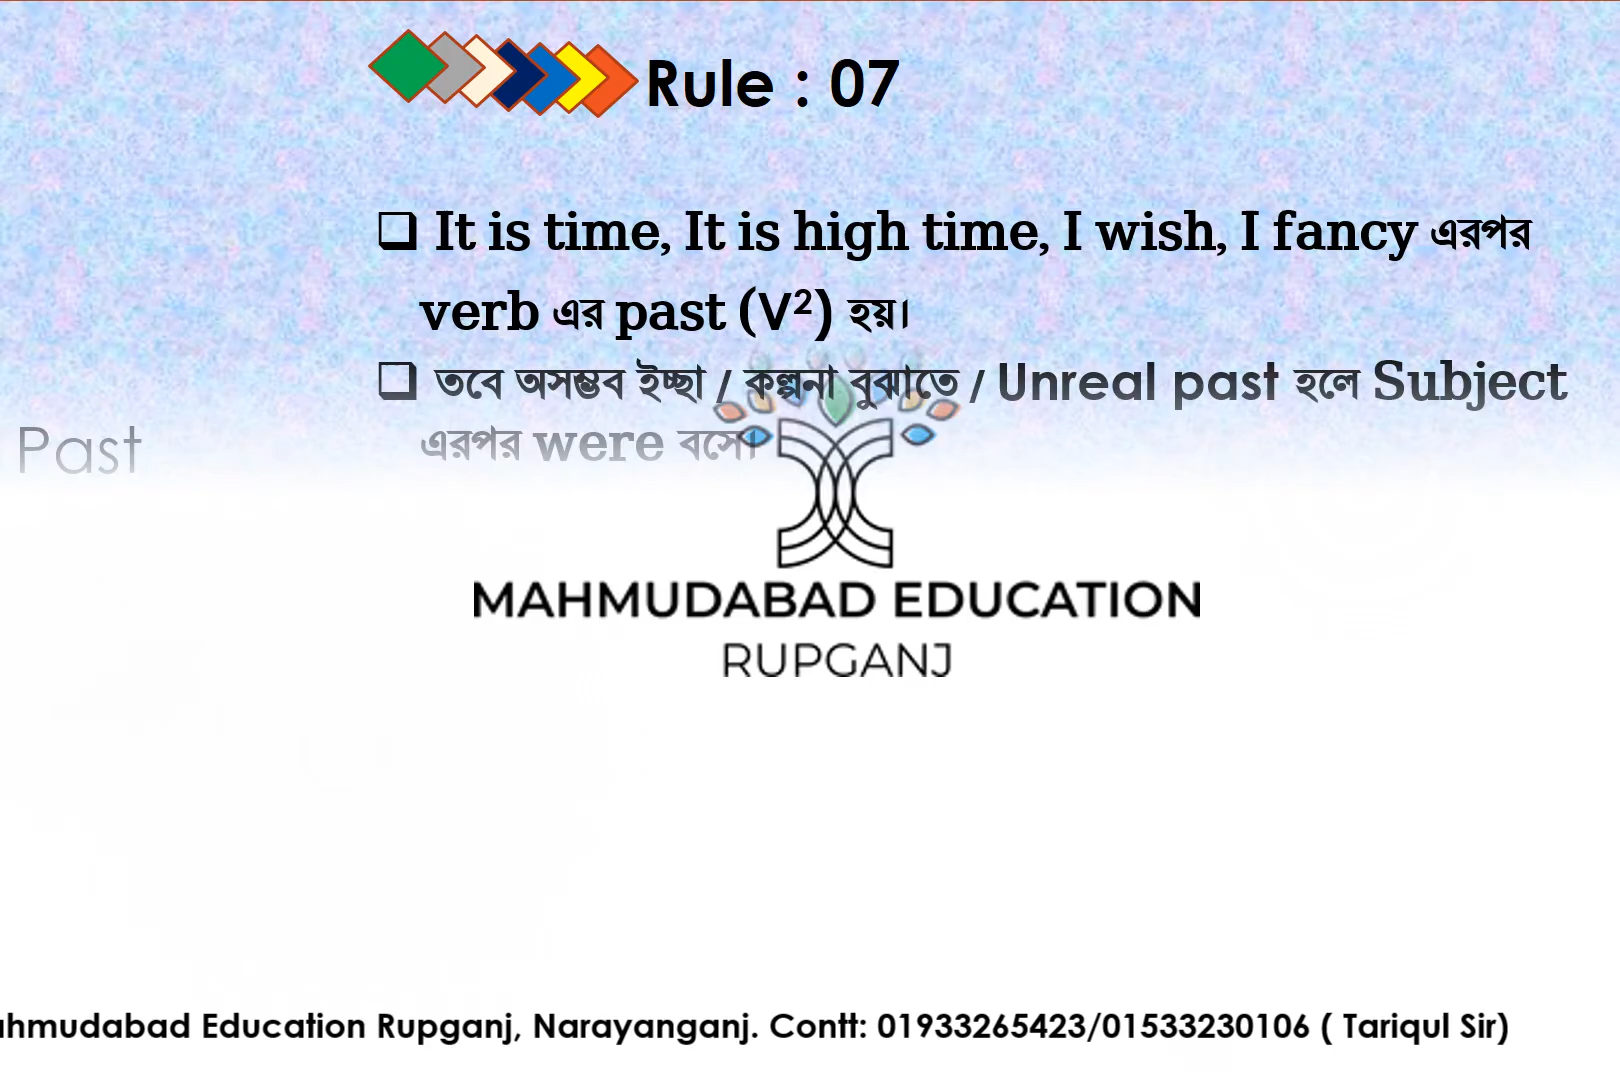 Rule : 07
❑ It is time, It is high time, I wish, I fancy এরপর
verb এর past (V²) হয়।
❑ তবে অসম্ভব ইচ্ছা / কল্পনা বুঝাতে / Unreal past হলে Subject
এরপর were বসে।
Past
MAHMUDABAD EDUCATION
RUPGANJ
ahmudabad Education Rupganj, Narayanganj. Contt: 01933265423/01533230106 ( Tariqul Sir)